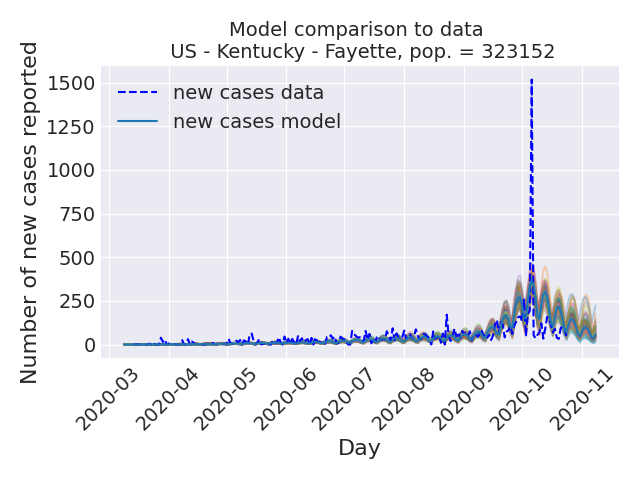 Model comparison to data
US - Kentucky - Fayette, pop. = 323152
Number of new cases reported
1500
1250
1000
750
500
250
0
new cases data
new cases model
2020-03
2020-04
2020-05
2020-06
2020-07
2020-08
2020-09
2020-10
2020-11
Day